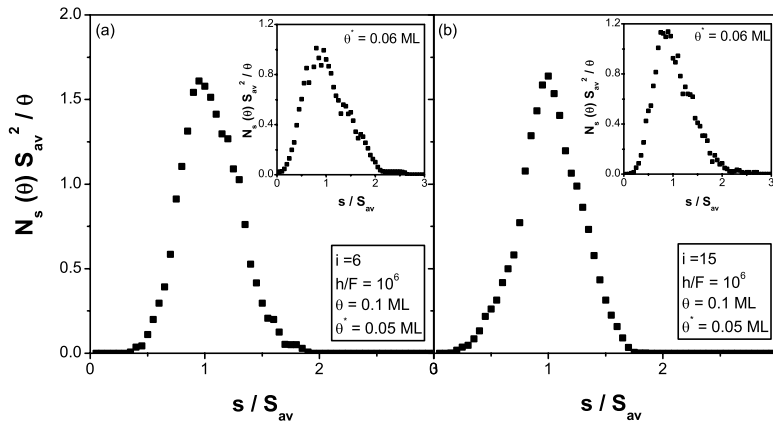 (a)
θ* = 0.06 ML
N_s (θ) S_av^2 / θ
1.2
0.8
0.4
0.0
0 1 2 3
s / S_av
N_s (θ) S_av^2 / θ
2.0
1.5
1.0
0.5
0.0
i =6
h/F = 10^6
θ = 0.1 ML
θ* = 0.05 ML
0 1 2
s / S_av
(b)
θ* = 0.06 ML
N_s (θ) S_av^2 / θ
1.2
0.8
0.4
0.0
0 1 2 3
s / S_av
i =15
h/F = 10^6
θ = 0.1 ML
θ* = 0.05 ML
1 2
s / S_av